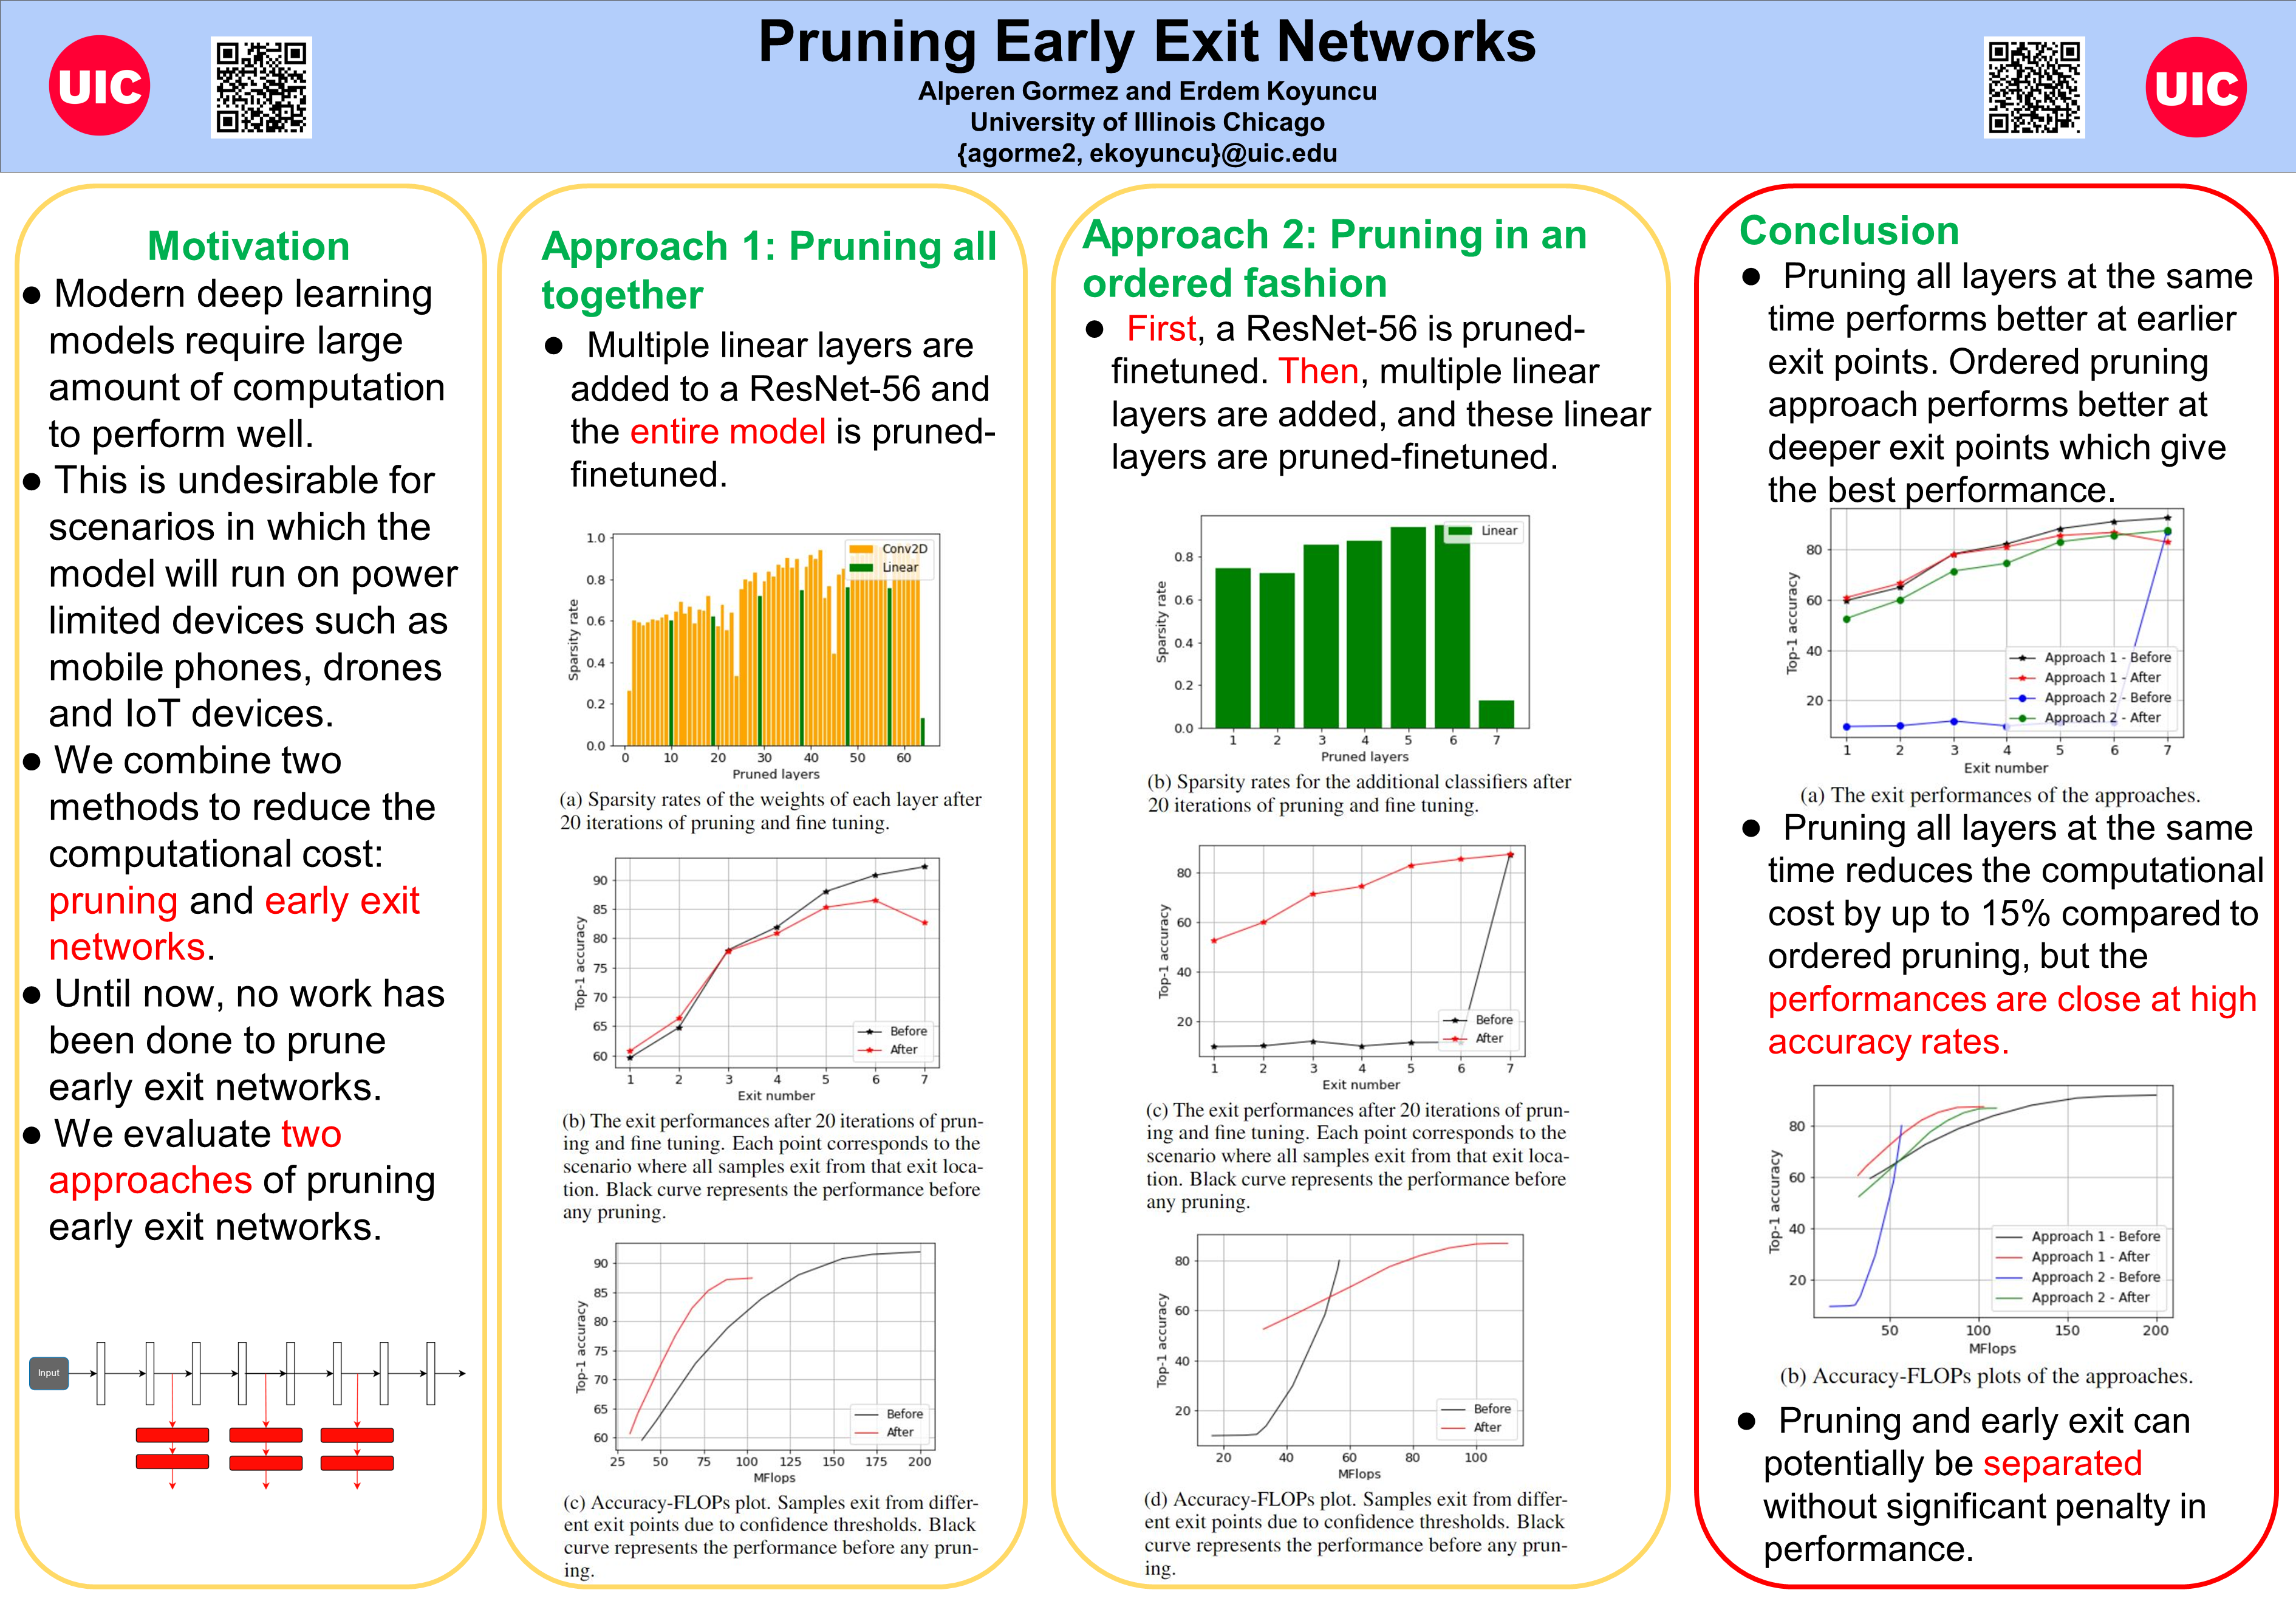 UIC
Pruning Early Exit Networks
Alperen Gormez and Erdem Koyuncu
University of Illinois Chicago
{agorme2, ekoyuncu}@uic.edu
UIC
Motivation
● Modern deep learning
models require large
amount of computation
to perform well.
● This is undesirable for
scenarios in which the
model will run on power
limited devices such as
mobile phones, drones
and IoT devices.
● We combine two
methods to reduce the
computational cost:
pruning and early exit
networks.
● Until now, no work has
been done to prune
early exit networks.
● We evaluate two
approaches of pruning
early exit networks.
Input
Approach 1: Pruning all
together
● Multiple linear layers are
added to a ResNet-56 and
the entire model is pruned-
finetuned.
Conv2D
Linear
Sparsity rate
1.0
0.8
0.6
0.4
0.2
0.0
0 10 20 30 40 50 60
Pruned layers
(a) Sparsity rates of the weights of each layer after
20 iterations of pruning and fine tuning.
Top-1 accuracy
90
85
80
75
70
65
60
Before
After
1 2 3 4 5 6 7
Exit number
(b) The exit performances after 20 iterations of prun-
ing and fine tuning. Each point corresponds to the
scenario where all samples exit from that exit loca-
tion. Black curve represents the performance before
any pruning.
Top-1 accuracy
90
85
80
75
70
65
60
Before
After
25 50 75 100 125 150 175 200
MFlops
(c) Accuracy-FLOPs plot. Samples exit from differ-
ent exit points due to confidence thresholds. Black
curve represents the performance before any prun-
ing.
Approach 2: Pruning in an
ordered fashion
● First, a ResNet-56 is pruned-
finetuned. Then, multiple linear
layers are added, and these linear
layers are pruned-finetuned.
Linear
Sparsity rate
0.8
0.6
0.4
0.2
0.0
1 2 3 4 5 6 7
Pruned layers
(b) Sparsity rates for the additional classifiers after
20 iterations of pruning and fine tuning.
Top-1 accuracy
80
60
40
20
Before
After
1 2 3 4 5 6 7
Exit number
(c) The exit performances after 20 iterations of prun-
ing and fine tuning. Each point corresponds to the
scenario where all samples exit from that exit loca-
tion. Black curve represents the performance before
any pruning.
Top-1 accuracy
80
60
40
20
Before
After
20 40 60 80 100
MFlops
(d) Accuracy-FLOPs plot. Samples exit from differ-
ent exit points due to confidence thresholds. Black
curve represents the performance before any prun-
ing.
Conclusion
● Pruning all layers at the same
time performs better at earlier
exit points. Ordered pruning
approach performs better at
deeper exit points which give
the best performance.
Top-1 accuracy
80
60
40
20
Approach 1 - Before
Approach 1 - After
Approach 2 - Before
Approach 2 - After
1 2 3 4 5 6 7
Exit number
(a) The exit performances of the approaches.
● Pruning all layers at the same
time reduces the computational
cost by up to 15% compared to
ordered pruning, but the
performances are close at high
accuracy rates.
Top-1 accuracy
80
60
40
20
Approach 1 - Before
Approach 1 - After
Approach 2 - Before
Approach 2 - After
50 100 150 200
MFlops
(b) Accuracy-FLOPs plots of the approaches.
● Pruning and early exit can
potentially be separated
without significant penalty in
performance.